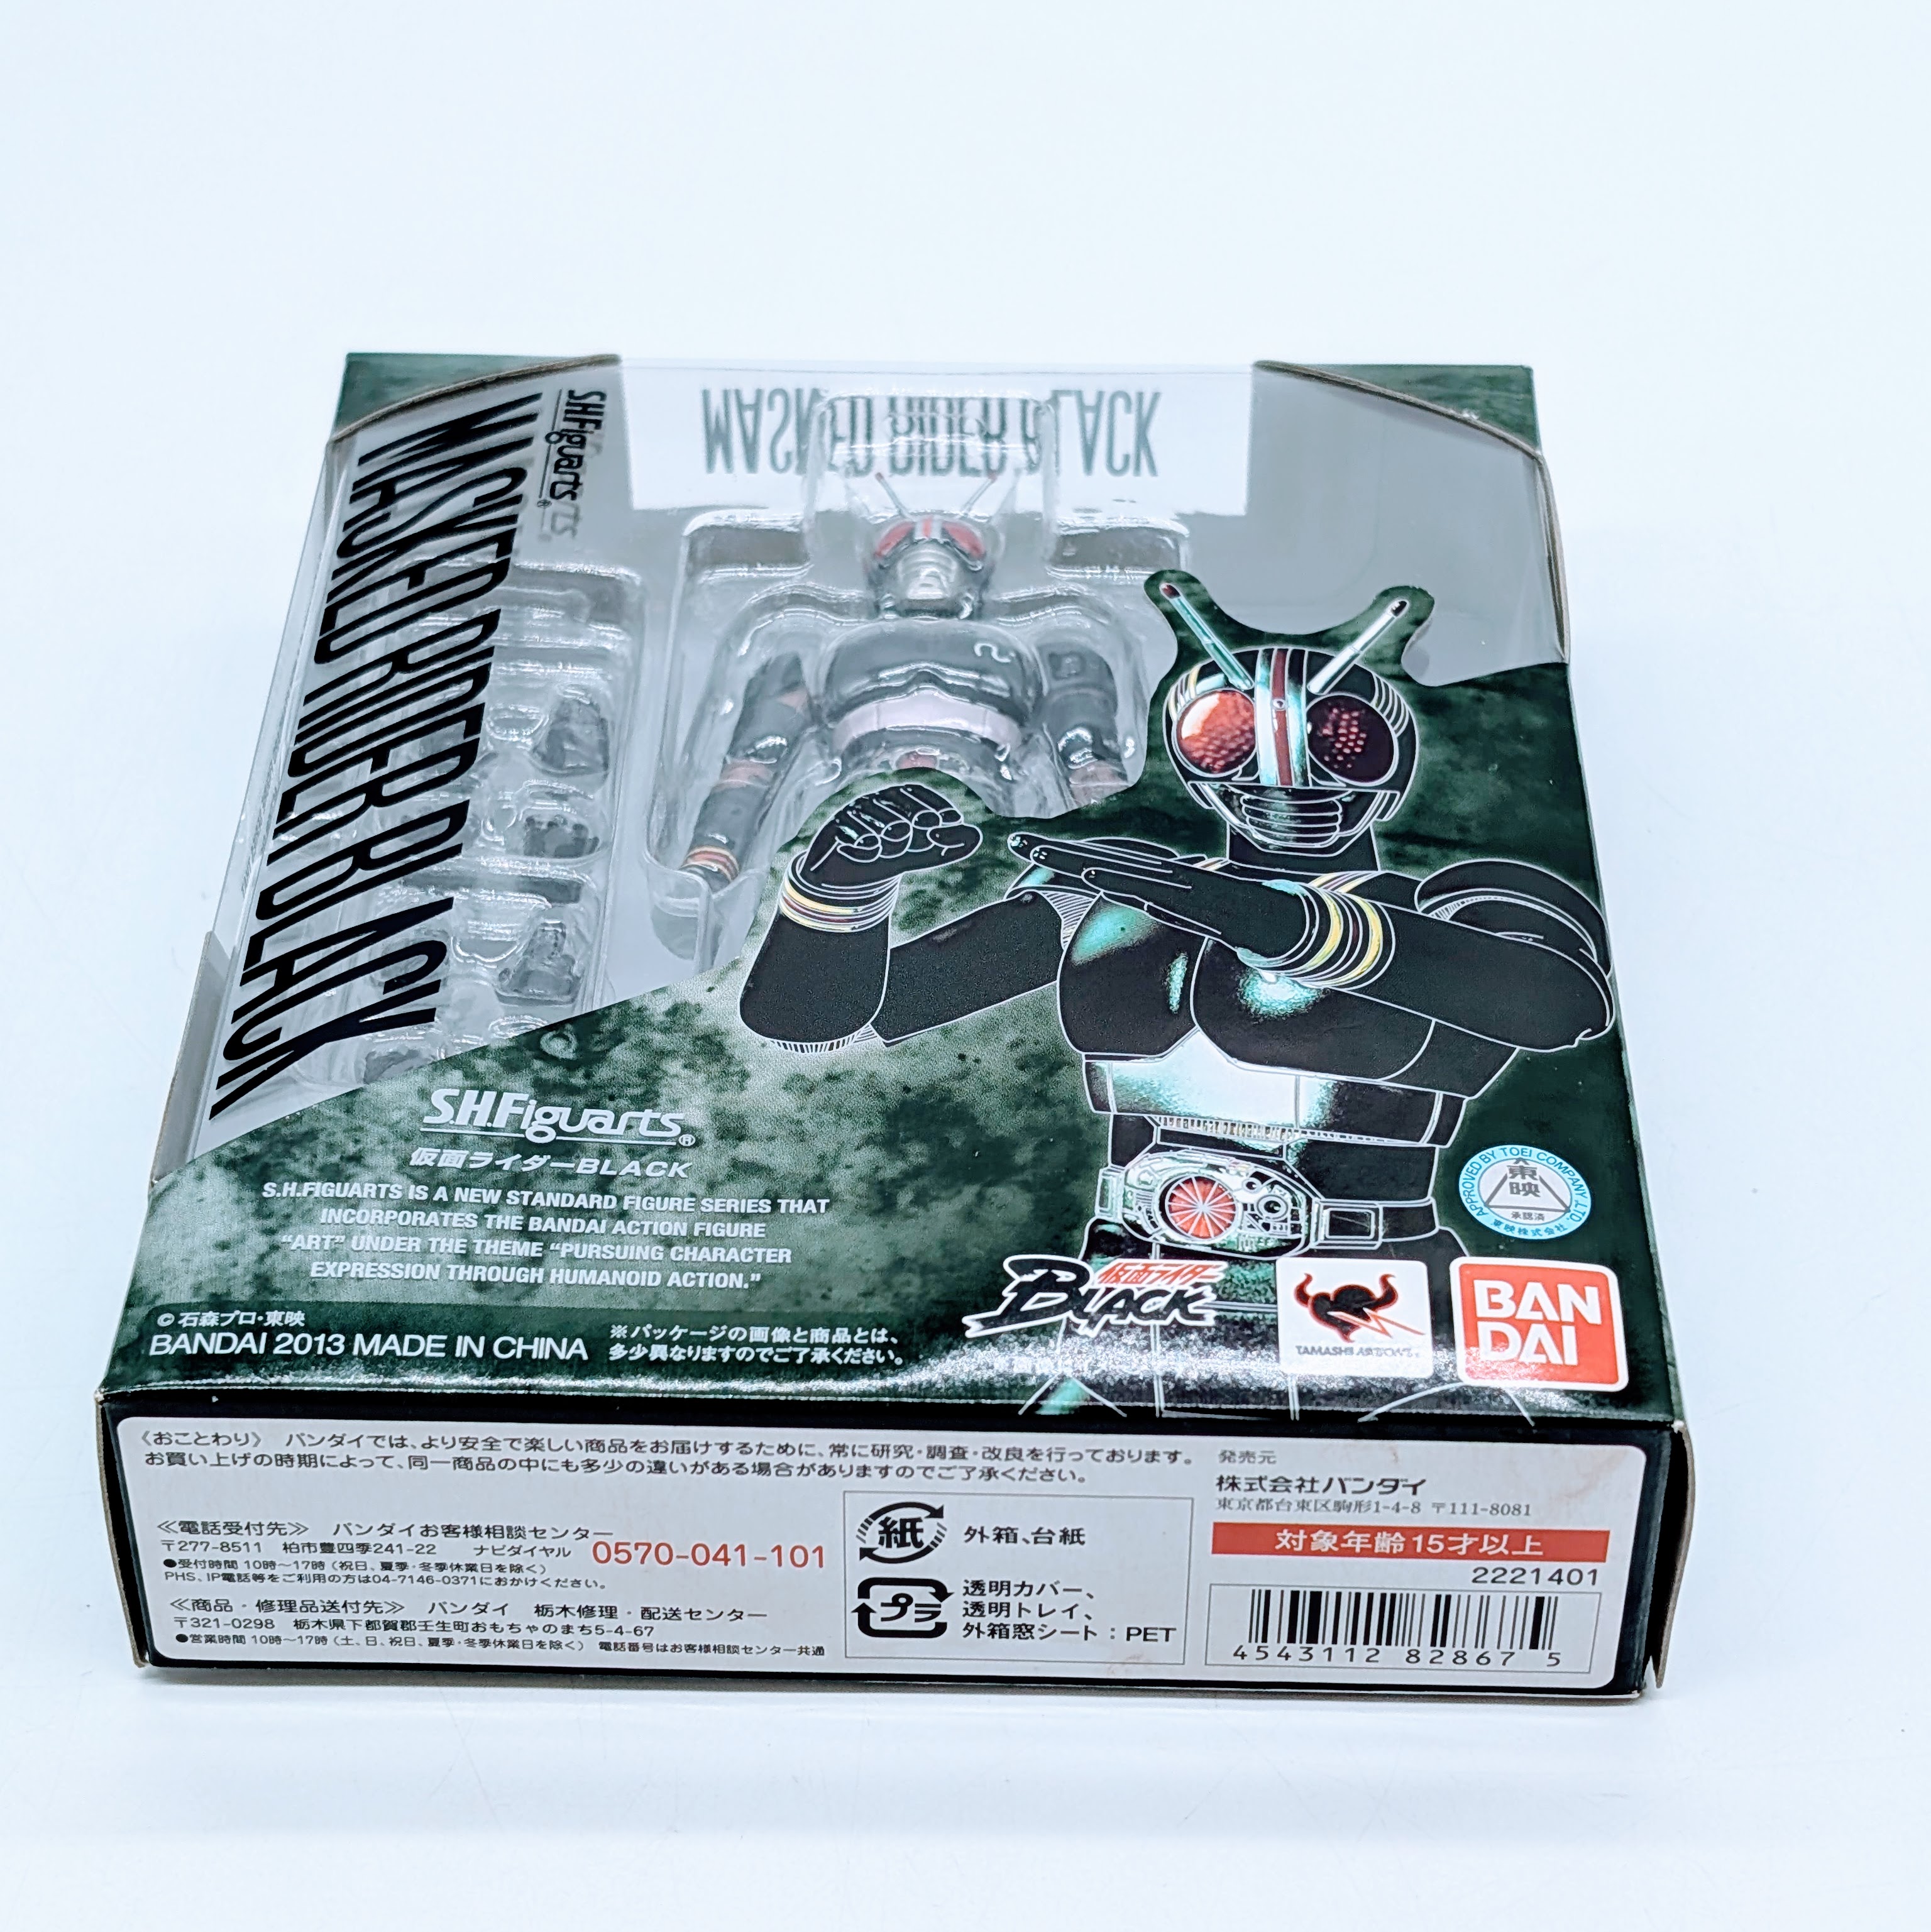 MASKED RIDER BLACK
S.H.Figuarts
MASKED RIDER BLACK
S.H.Figuarts®
仮面ライダーBLACK
S.H.FIGUARTS IS A NEW STANDARD FIGURE SERIES THAT
INCORPORATES THE BANDAI ACTION FIGURE
“ART” UNDER THE THEME “PURSUING CHARACTER
EXPRESSION THROUGH HUMANOID ACTION.”
© 石森プロ・東映
BANDAI 2013 MADE IN CHINA
※パッケージの画像と商品とは、
多少異なりますのでご了承ください。
仮面ライダー
BLACK
TAMASHII NATIONS
APPROVED BY TOEI COMPANY, LTD.
東映
承認済
東映株式会社
BAN
DAI
《おことわり》 バンダイでは、より安全で楽しい商品をお届けするために、常に研究・調査・改良を行っております。
お買い上げの時期によって、同一商品の中にも多少の違いがある場合がありますのでご了承ください。
≪電話受付先≫ バンダイお客様相談センター
〒277-8511 柏市豊四季241-22 ナビダイヤル 0570-041-101
●受付時間 10時～17時（祝日、夏季・冬季休業日を除く）
PHS、IP電話等をご利用の方は04-7146-0371におかけください。
≪商品・修理品送付先≫ バンダイ 栃木修理・配送センター
〒321-0298 栃木県下都賀郡壬生町おもちゃのまち5-4-67
●営業時間 10時～17時（土、日、祝日、夏季・冬季休業日を除く） 電話番号はお客様相談センター共通
紙 外箱、台紙
プラ 透明カバー、
透明トレイ、
外箱窓シート：PET
発売元
株式会社バンダイ
東京都台東区駒形1-4-8 〒111-8081
対象年齢15才以上
2221401
4543112 82867 5